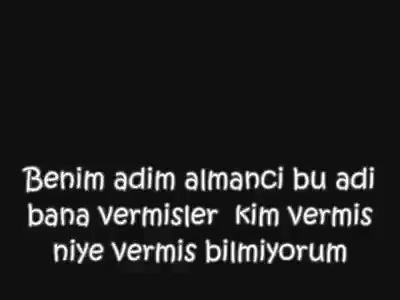 Benim adim almanci bu adi
bana vermisler kim vermis
niye vermis bilmiyorum